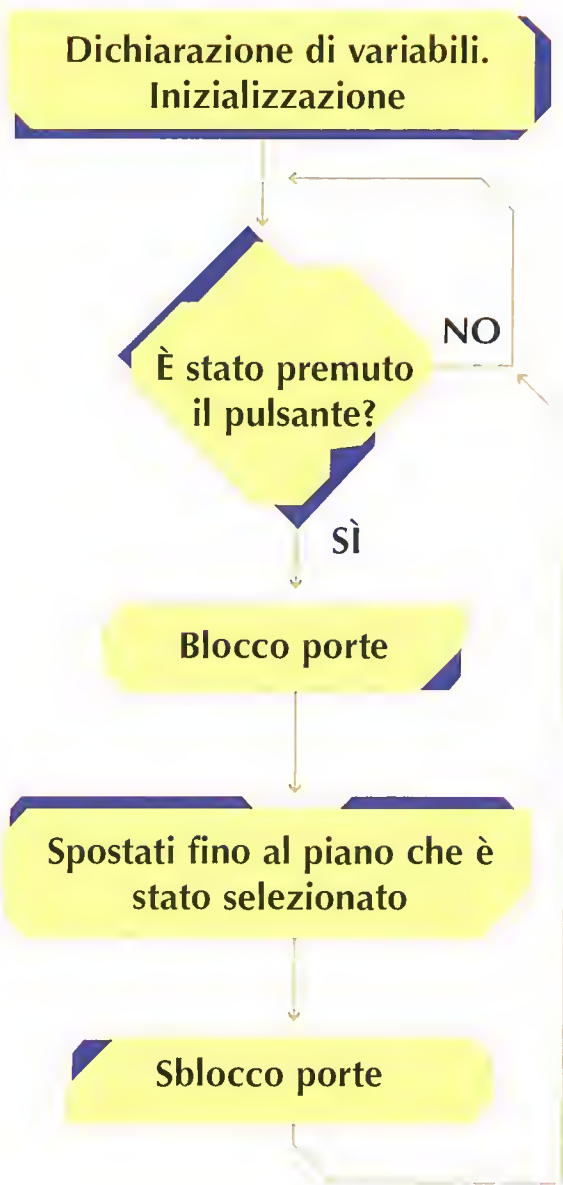 Dichiarazione di variabili.
Inizializzazione
È stato premuto
il pulsante?
NO
SÌ
Blocco porte
Spostati fino al piano che è
stato selezionato
Sblocco porte